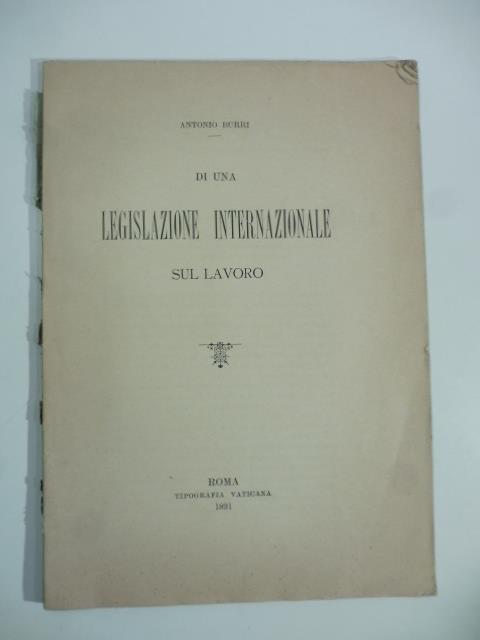 ANTONIO BURRI
DI UNA
LEGISLAZIONE INTERNAZIONALE
SUL LAVORO
ROMA
TIPOGRAFIA VATICANA
1891